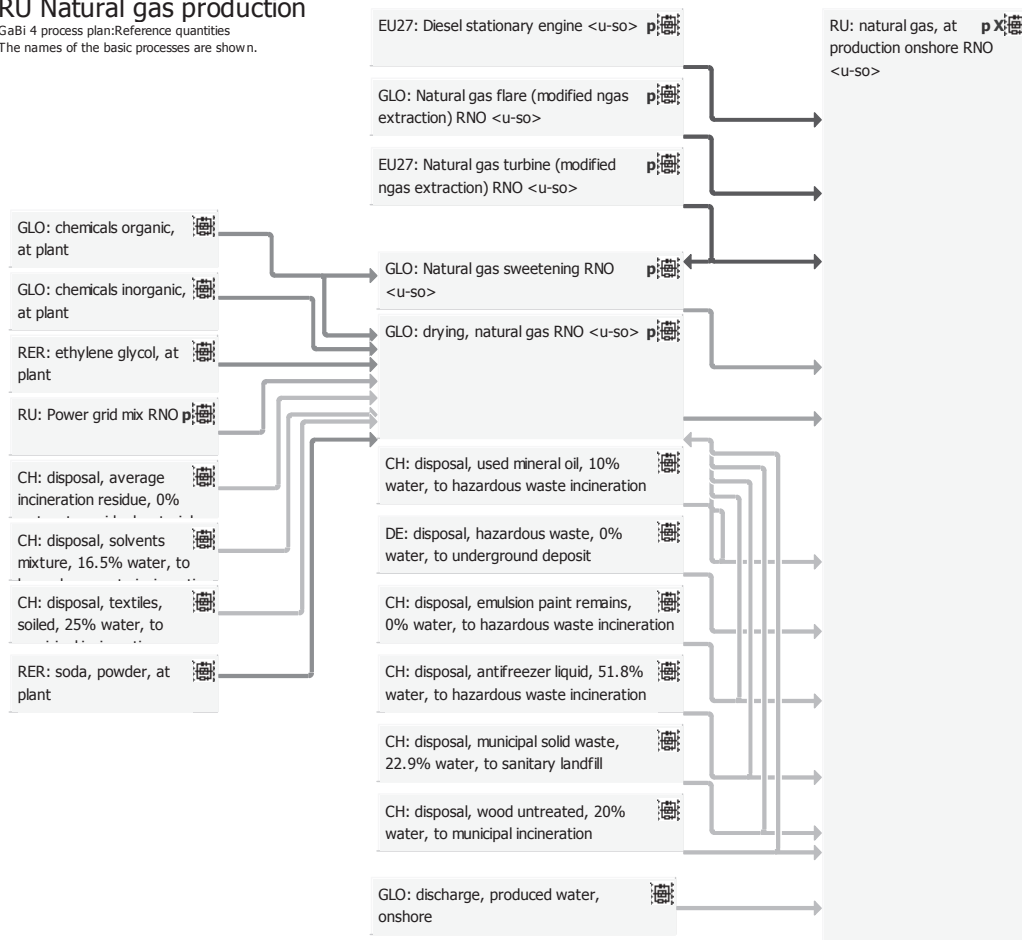 RU Natural gas production
GaBi 4 process plan:Reference quantities
The names of the basic processes are shown.
EU27: Diesel stationary engine <u-so> p
GLO: Natural gas flare (modified ngas
extraction) RNO <u-so>
p
EU27: Natural gas turbine (modified
ngas extraction) RNO <u-so>
p
RU: natural gas, at
production onshore RNO
<u-so>
p X
GLO: chemicals organic,
at plant
GLO: chemicals inorganic,
at plant
RER: ethylene glycol, at
plant
RU: Power grid mix RNO p
CH: disposal, average
incineration residue, 0%
CH: disposal, solvents
mixture, 16.5% water, to
CH: disposal, textiles,
soiled, 25% water, to
RER: soda, powder, at
plant
GLO: Natural gas sweetening RNO
<u-so>
p
GLO: drying, natural gas RNO <u-so> p
CH: disposal, used mineral oil, 10%
water, to hazardous waste incineration
DE: disposal, hazardous waste, 0%
water, to underground deposit
CH: disposal, emulsion paint remains,
0% water, to hazardous waste incineration
CH: disposal, antifreezer liquid, 51.8%
water, to hazardous waste incineration
CH: disposal, municipal solid waste,
22.9% water, to sanitary landfill
CH: disposal, wood untreated, 20%
water, to municipal incineration
GLO: discharge, produced water,
onshore